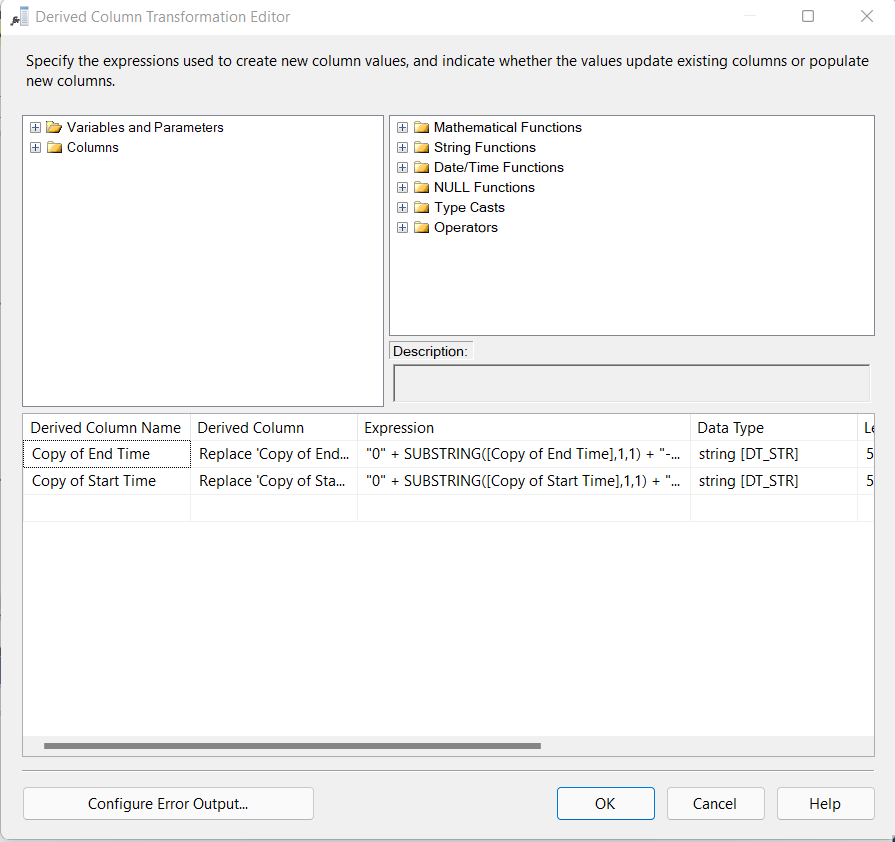 Derived Column Transformation Editor
Specify the expressions used to create new column values, and indicate whether the values update existing columns or populate
new columns.
Variables and Parameters
Columns
Mathematical Functions
String Functions
Date/Time Functions
NULL Functions
Type Casts
Operators
Description:
Derived Column Name Derived Column Expression Data Type Le
Copy of End Time Replace 'Copy of End... "0" + SUBSTRING([Copy of End Time],1,1) + "-... string [DT_STR] 5
Copy of Start Time Replace 'Copy of Sta... "0" + SUBSTRING([Copy of Start Time],1,1) + "... string [DT_STR] 5
Configure Error Output... OK Cancel Help